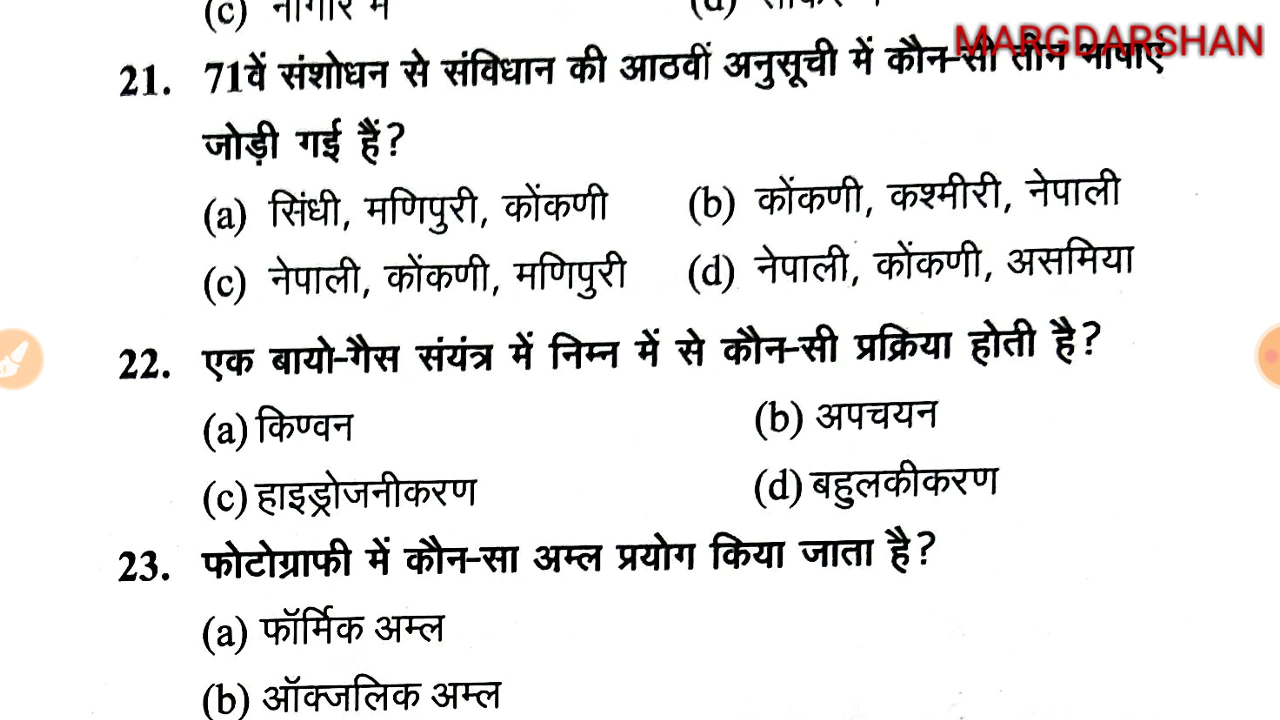 (c) नागौर में
MARGDARSHAN
21. 71वें संशोधन से संविधान की आठवीं अनुसूची में कौन-सी तीन भाषाएँ
जोड़ी गई हैं?
(a) सिंधी, मणिपुरी, कोंकणी (b) कोंकणी, कश्मीरी, नेपाली
(c) नेपाली, कोंकणी, मणिपुरी (d) नेपाली, कोंकणी, असमिया
22. एक बायो-गैस संयंत्र में निम्न में से कौन-सी प्रक्रिया होती है?
(a) किण्वन (b) अपचयन
(c) हाइड्रोजनीकरण (d) बहुलकीकरण
23. फोटोग्राफी में कौन-सा अम्ल प्रयोग किया जाता है?
(a) फॉर्मिक अम्ल
(b) ऑक्जलिक अम्ल